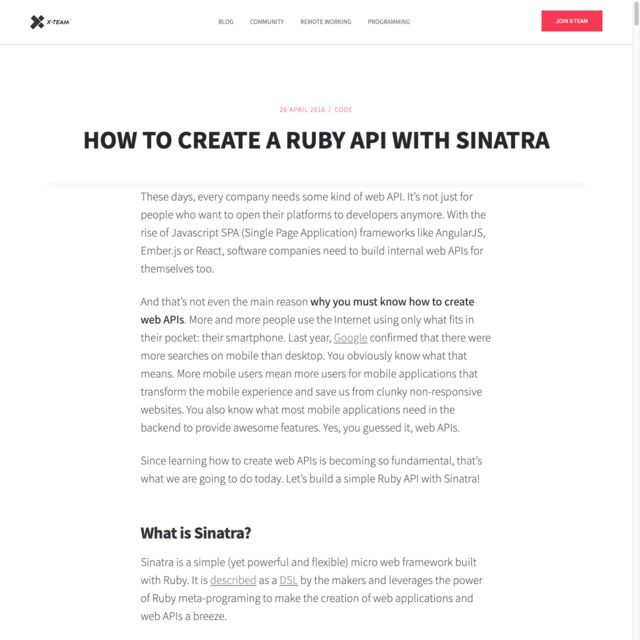 X-TEAM
BLOG COMMUNITY REMOTE WORKING PROGRAMMING
JOIN X-TEAM
26 APRIL 2016 / CODE
HOW TO CREATE A RUBY API WITH SINATRA
These days, every company needs some kind of web API. It's not just for
people who want to open their platforms to developers anymore. With the
rise of Javascript SPA (Single Page Application) frameworks like AngularJS,
Ember.js or React, software companies need to build internal web APIs for
themselves too.
And that's not even the main reason why you must know how to create
web APIs. More and more people use the Internet using only what fits in
their pocket: their smartphone. Last year, Google confirmed that there were
more searches on mobile than desktop. You obviously know what that
means. More mobile users mean more users for mobile applications that
transform the mobile experience and save us from clunky non-responsive
websites. You also know what most mobile applications need in the
backend to provide awesome features. Yes, you guessed it, web APIs.
Since learning how to create web APIs is becoming so fundamental, that's
what we are going to do today. Let's build a simple Ruby API with Sinatra!
What is Sinatra?
Sinatra is a simple (yet powerful and flexible) micro web framework built
with Ruby. It is described as a DSL by the makers and leverages the power
of Ruby meta-programing to make the creation of web applications and
web APIs a breeze.